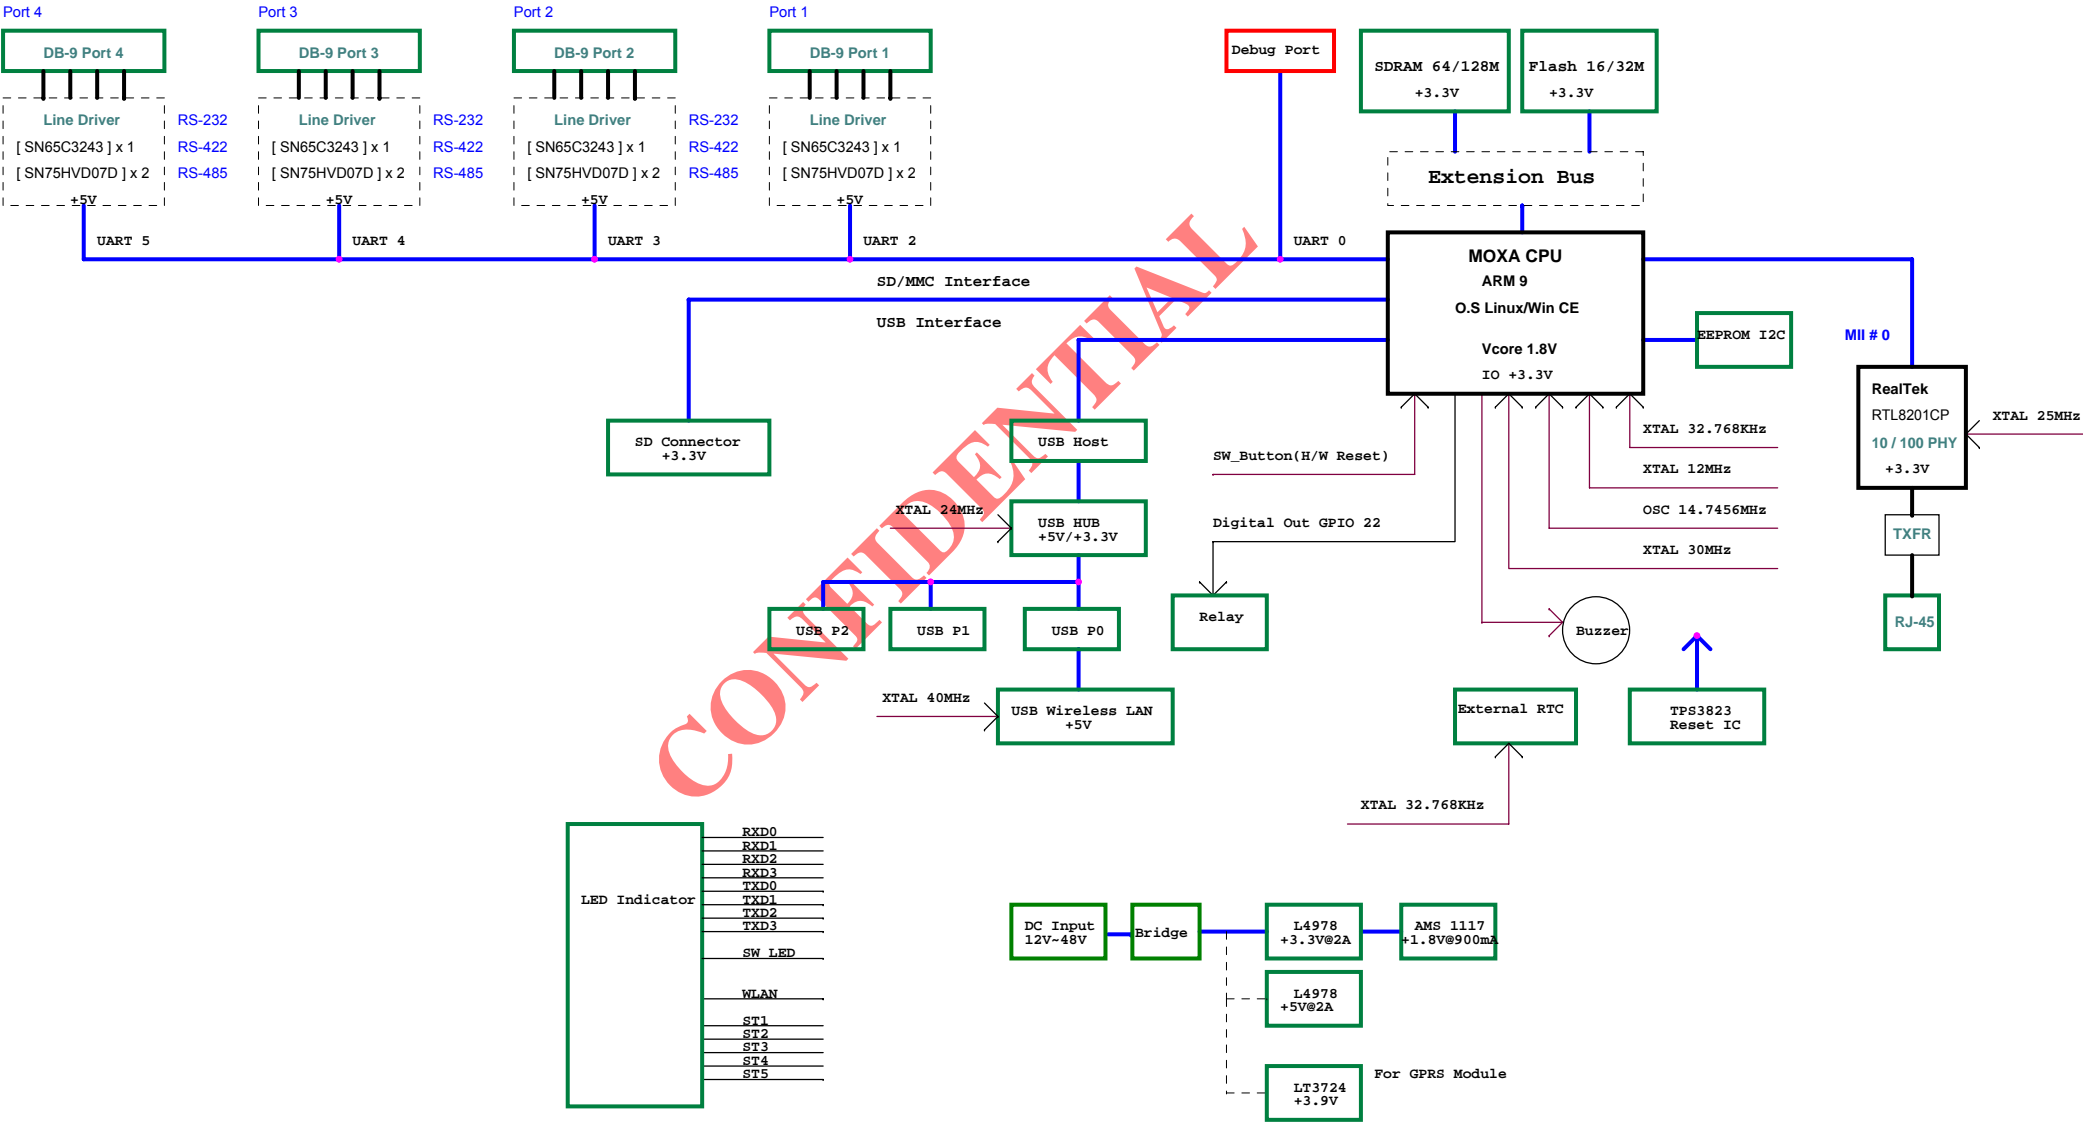 Port 4
Port 3
Port 2
Port 1
DB-9 Port 4
DB-9 Port 3
DB-9 Port 2
DB-9 Port 1
Debug Port
SDRAM 64/128M
+3.3V
Flash 16/32M
+3.3V
Line Driver
[ SN65C3243 ] x 1
[ SN75HVD07D ] x 2
+5V
RS-232
RS-422
RS-485
Line Driver
[ SN65C3243 ] x 1
[ SN75HVD07D ] x 2
+5V
RS-232
RS-422
RS-485
Line Driver
[ SN65C3243 ] x 1
[ SN75HVD07D ] x 2
+5V
RS-232
RS-422
RS-485
Line Driver
[ SN65C3243 ] x 1
[ SN75HVD07D ] x 2
+5V
Extension Bus
UART 5
UART 4
UART 3
UART 2
UART 0
MOXA CPU
ARM 9
O.S Linux/Win CE
Vcore 1.8V
IO +3.3V
SD/MMC Interface
USB Interface
EEPROM I2C
MII # 0
RealTek
RTL8201CP
10 / 100 PHY
+3.3V
XTAL 25MHz
TXFR
RJ-45
SD Connector
+3.3V
USB Host
XTAL 24MHz
USB HUB
+5V/+3.3V
USB P2
USB P1
USB P0
XTAL 40MHz
USB Wireless LAN
+5V
SW_Button(H/W Reset)
Digital Out GPIO 22
Relay
XTAL 32.768KHz
XTAL 12MHz
OSC 14.7456MHz
XTAL 30MHz
Buzzer
External RTC
XTAL 32.768KHz
TPS3823
Reset IC
CONFIDENTIAL
LED Indicator
RXD0
RXD1
RXD2
RXD3
TXD0
TXD1
TXD2
TXD3
SW LED
WLAN
ST1
ST2
ST3
ST4
ST5
DC Input
12V~48V
Bridge
L4978
+3.3V@2A
AMS 1117
+1.8V@900mA
L4978
+5V@2A
LT3724
+3.9V
For GPRS Module